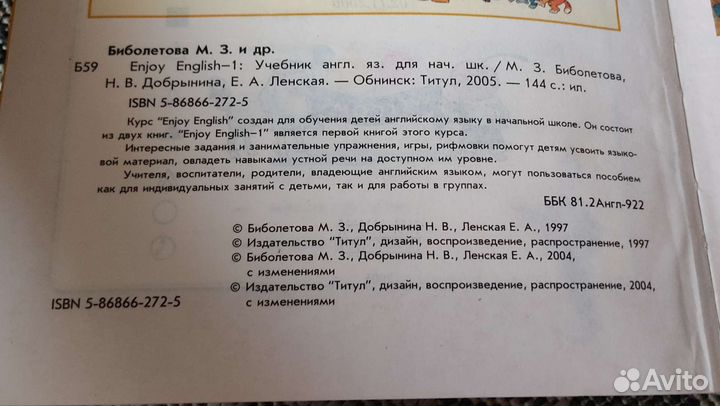 Биболетова М. З. и др.
Б59 Enjoy English–1: Учебник англ. яз. для нач. шк./М. З. Биболетова,
Н. В. Добрынина, Е. А. Ленская. — Обнинск: Титул, 2005. — 144 с.: ил.
ISBN 5-86866-272-5
Курс "Enjoy English" создан для обучения детей английскому языку в начальной школе. Он состоит
из двух книг. "Enjoy English–1" является первой книгой этого курса.
Интересные задания и занимательные упражнения, игры, рифмовки помогут детям усвоить языко-
вой материал, овладеть навыками устной речи на доступном им уровне.
Учителя, воспитатели, родители, владеющие английским языком, могут пользоваться пособием
как для индивидуальных занятий с детьми, так и для работы в группах.
ББК 81.2Англ-922
© Биболетова М. З., Добрынина Н. В., Ленская Е. А., 1997
© Издательство "Титул", дизайн, воспроизведение, распространение, 1997
© Биболетова М. З., Добрынина Н. В., Ленская Е. А., 2004,
с изменениями
© Издательство "Титул", дизайн, воспроизведение, распространение, 2004,
ISBN 5-86866-272-5 с изменениями
Avito